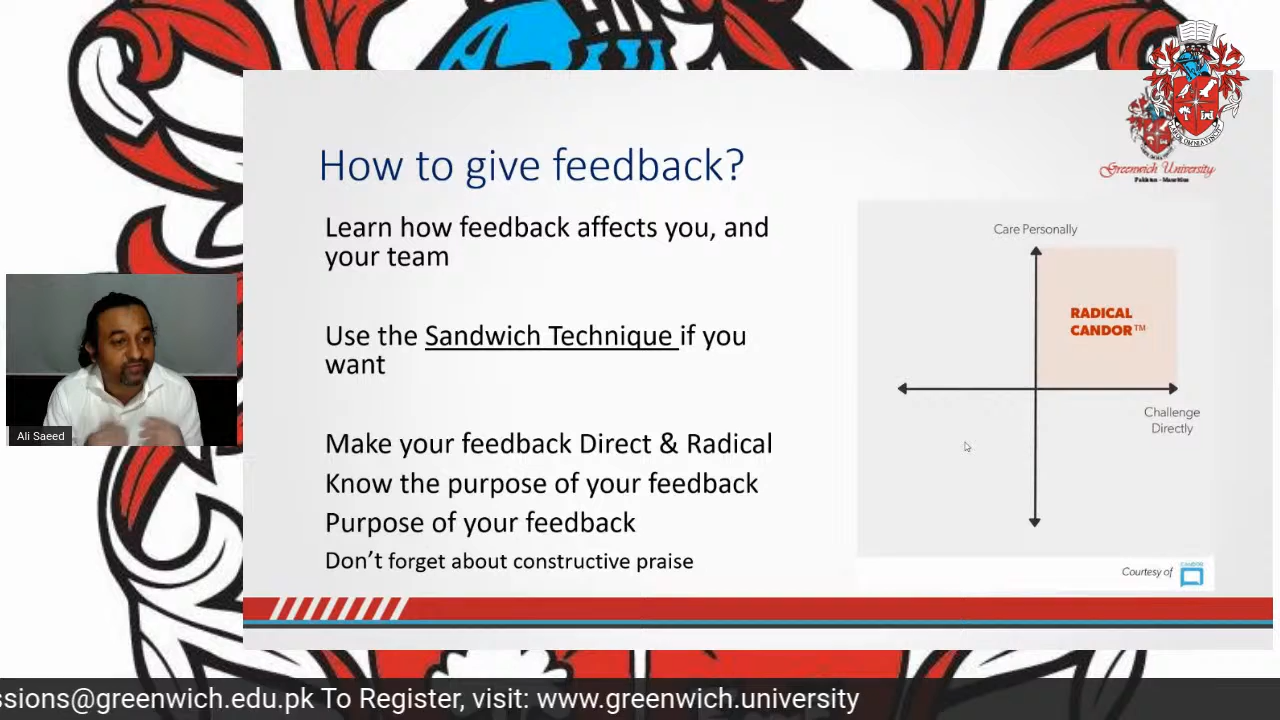 How to give feedback?
Learn how feedback affects you, and
your team
Use the Sandwich Technique if you
want
Make your feedback Direct & Radical
Know the purpose of your feedback
Purpose of your feedback
Don't forget about constructive praise
Greenwich University
Pakistan - Mauritius
Care Personally
RADICAL
CANDOR™
Challenge
Directly
Courtesy of
Ali Saeed
ssions@greenwich.edu.pk To Register, visit: www.greenwich.university